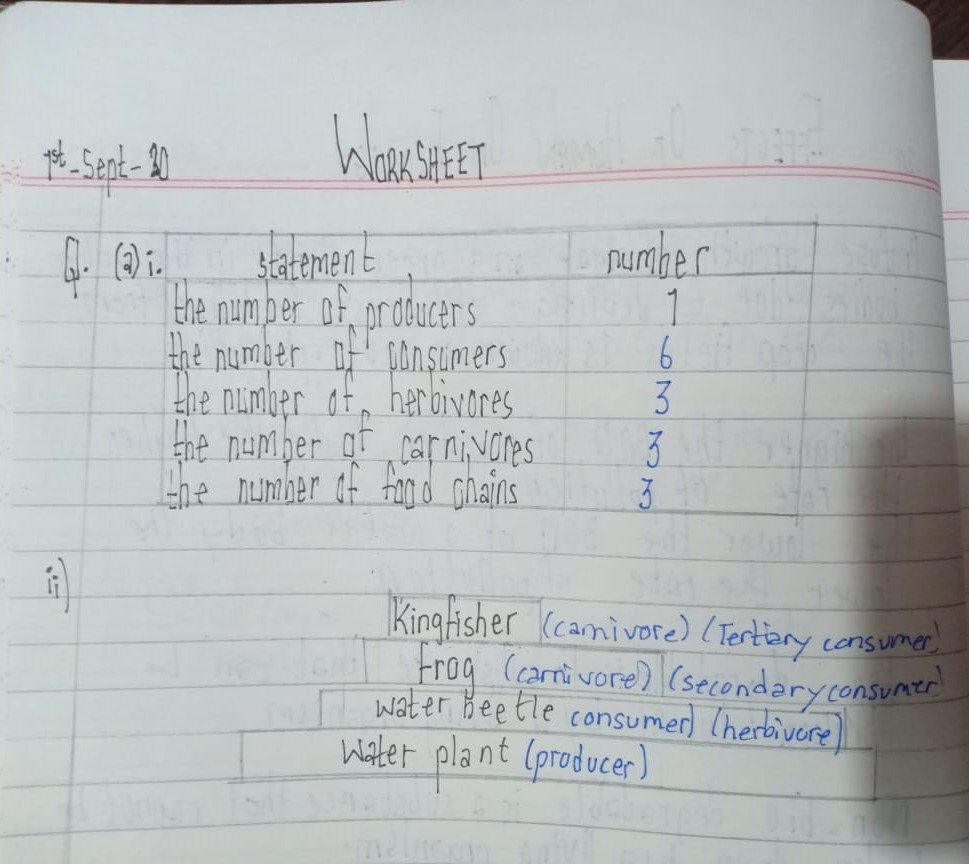 1st-Sept-20 WORKSHEET
Q. (a) i. statement number
the number of producers 1
the number of consumers 6
the number of herbivores 3
the number of carnivores 3
the number of food chains 3
ii)
Kingfisher (carnivore) (Tertiary consumer)
frog (carnivore) (secondary consumer)
water beetle consumer) (herbivore)
Water plant (producer)